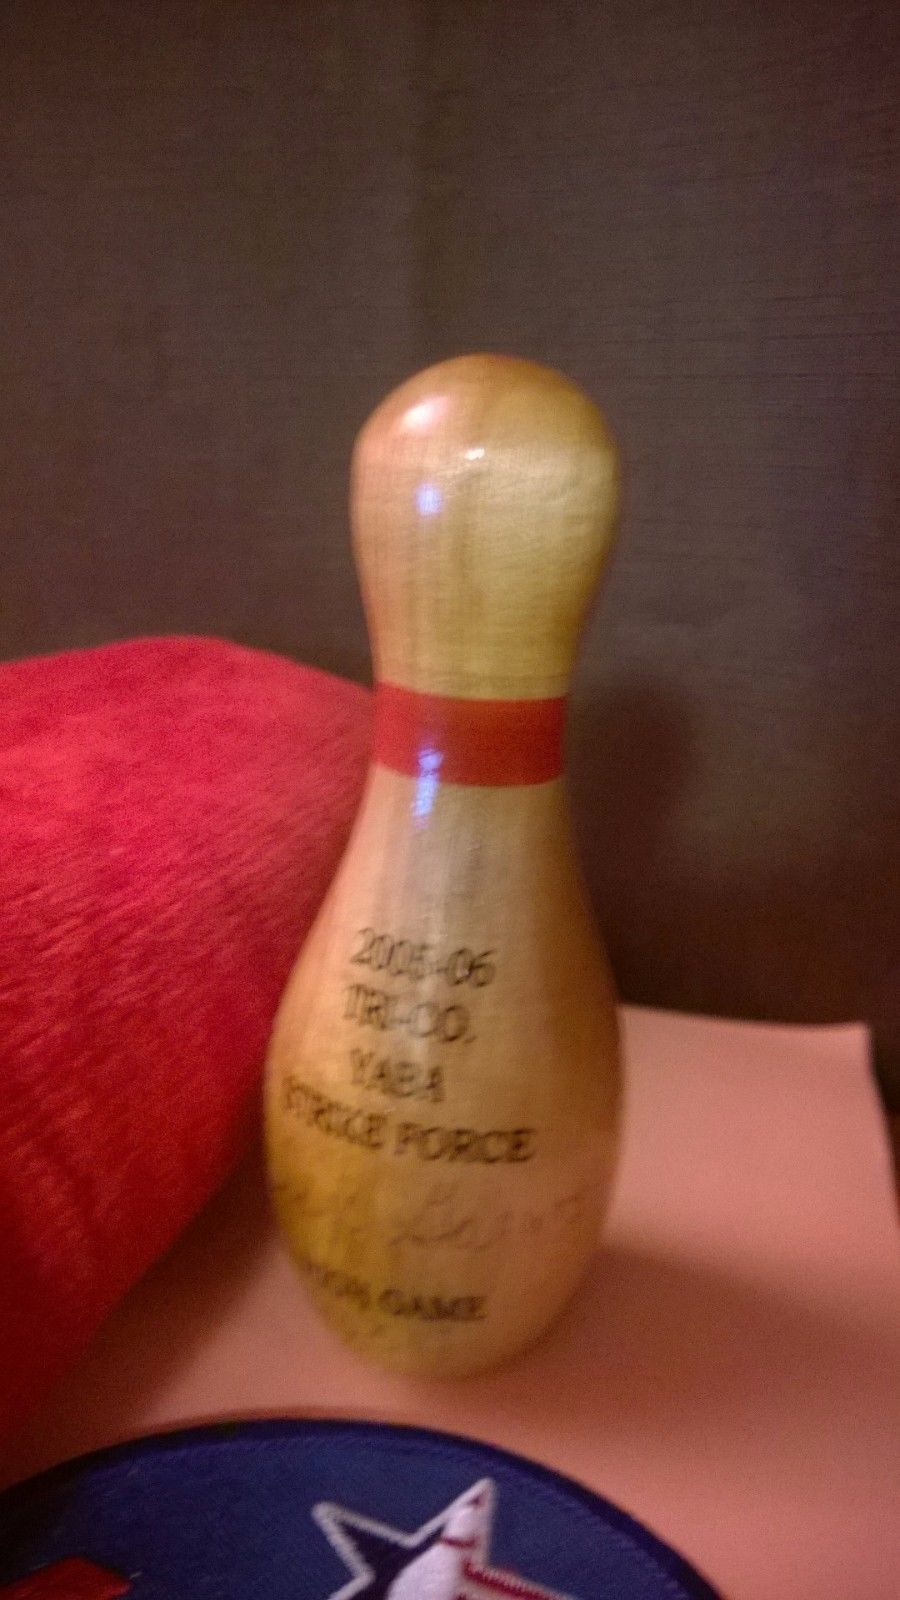 2005-06
TRI-CO.
YABA
STRIKE FORCE
GAME